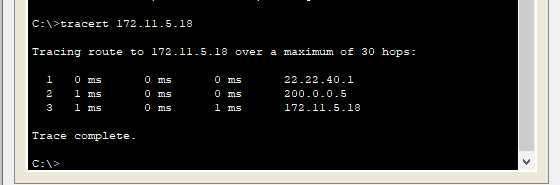 C:\>tracert 172.11.5.18
Tracing route to 172.11.5.18 over a maximum of 30 hops:
1 0 ms 0 ms 0 ms 22.22.40.1
2 1 ms 0 ms 0 ms 200.0.0.5
3 1 ms 0 ms 1 ms 172.11.5.18
Trace complete.
C:\>